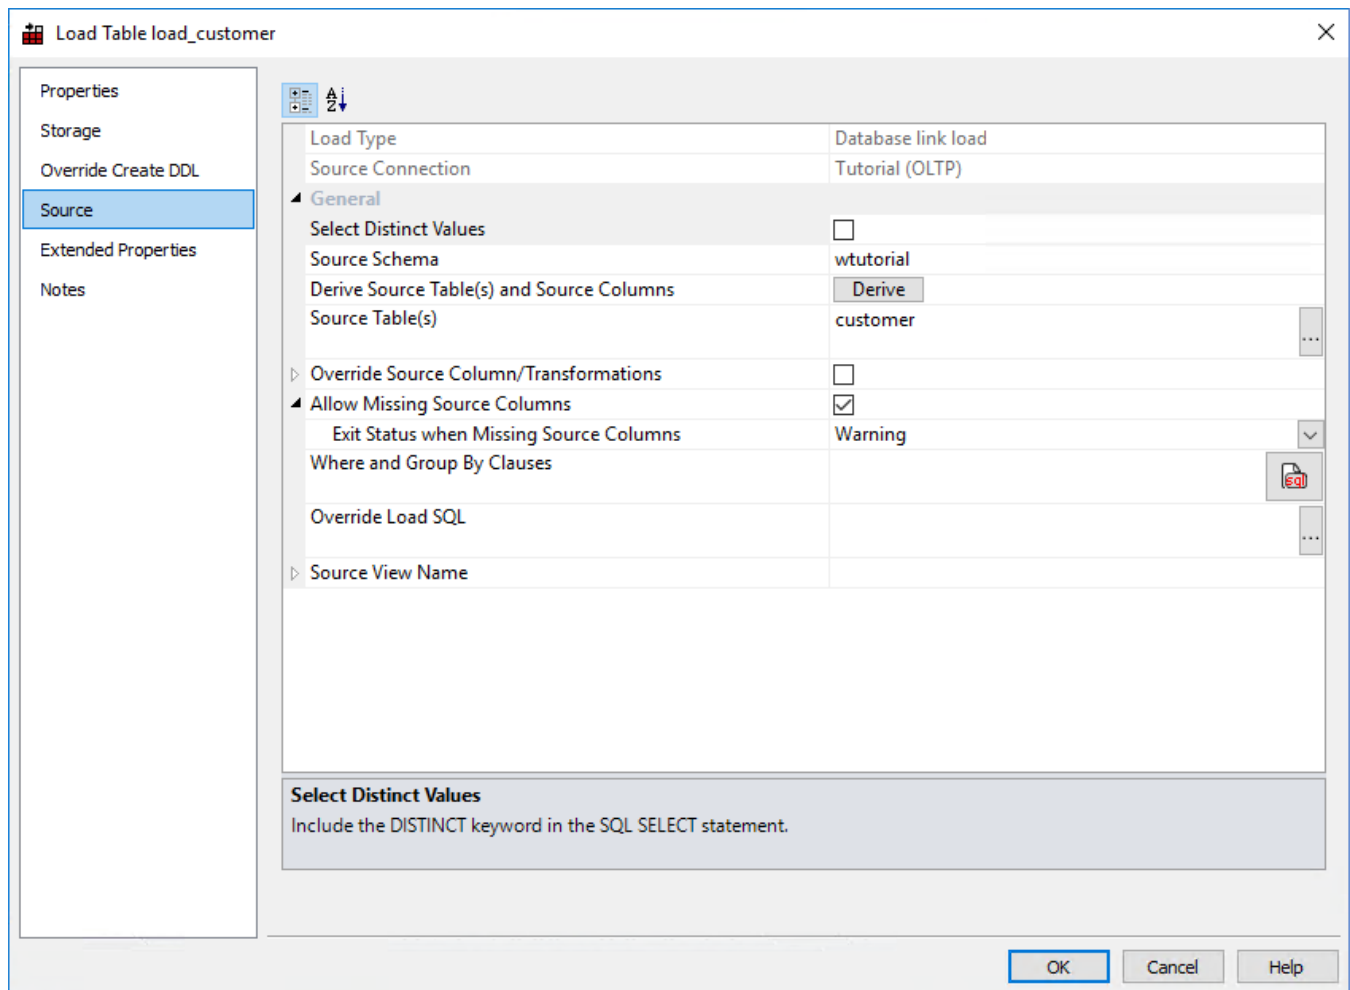 Load Table load_customer
Properties
Storage
Override Create DDL
Source
Extended Properties
Notes
Load Type Database link load
Source Connection Tutorial (OLTP)
General
Select Distinct Values
Source Schema wtutorial
Derive Source Table(s) and Source Columns Derive
Source Table(s) customer
...
Override Source Column/Transformations
Allow Missing Source Columns
Exit Status when Missing Source Columns Warning
Where and Group By Clauses
sql
Override Load SQL
...
Source View Name
Select Distinct Values
Include the DISTINCT keyword in the SQL SELECT statement.
OK Cancel Help